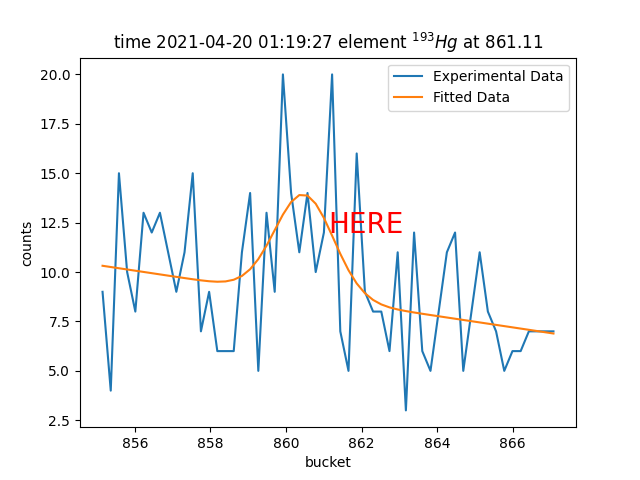 time 2021-04-20 01:19:27 element ¹⁹³Hg at 861.11
Experimental Data
Fitted Data
HERE
counts
20.0
17.5
15.0
12.5
10.0
7.5
5.0
2.5
856 858 860 862 864 866
bucket